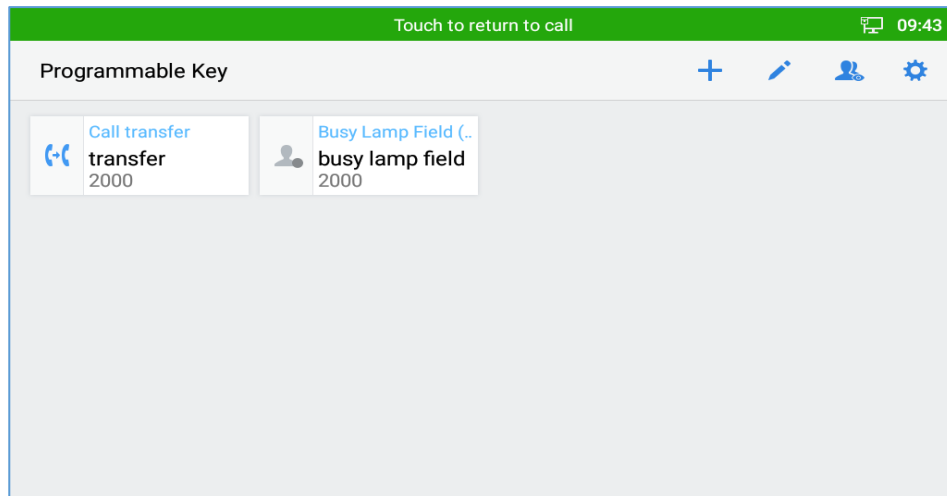 Touch to return to call
09:43
Programmable Key
Call transfer
transfer
2000
Busy Lamp Field (..
busy lamp field
2000